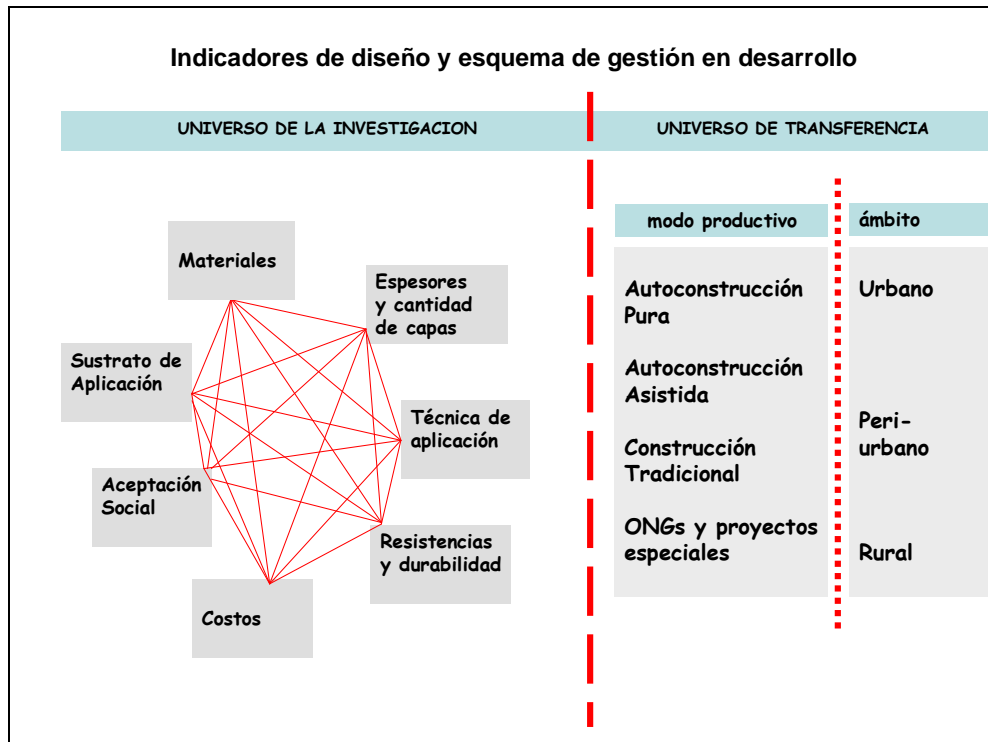 Indicadores de diseño y esquema de gestión en desarrollo
UNIVERSO DE LA INVESTIGACION
UNIVERSO DE TRANSFERENCIA
Materiales
Espesores
y cantidad
de capas
Sustrato de
Aplicación
Técnica de
aplicación
Aceptación
Social
Resistencias
y durabilidad
Costos
modo productivo
Autoconstrucción
Pura
Autoconstrucción
Asistida
Construcción
Tradicional
ONGs y proyectos
especiales
ámbito
Urbano
Peri-
urbano
Rural